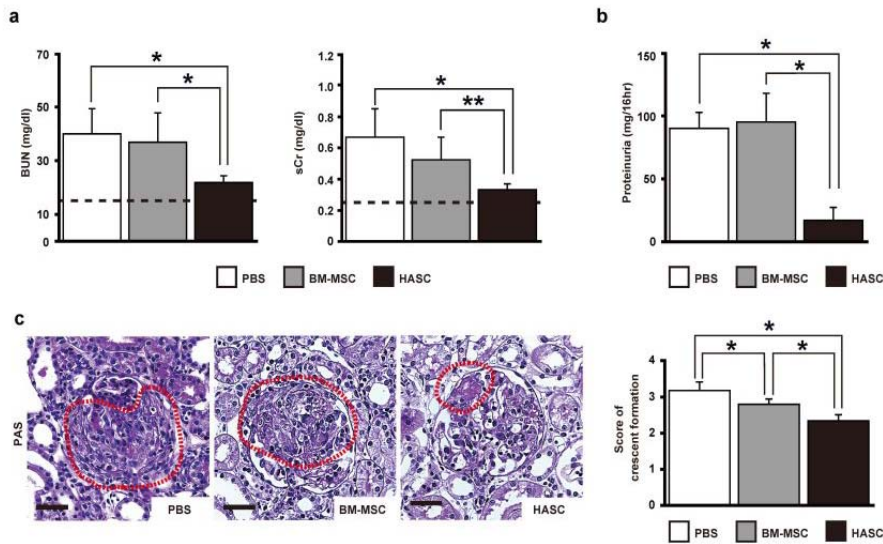 a
b
BUN (mg/dl)
70
50
30
10
0
*
*
sCr (mg/dl)
1.2
1.0
0.8
0.6
0.4
0.2
0
*
**
Proteinuria (mg/16hr)
150
100
50
0
*
*
PBS BM-MSC HASC
PBS BM-MSC HASC
c
PAS
PBS
BM-MSC
HASC
Score of
crescent formation
4
3
2
1
0
*
*
*
PBS BM-MSC HASC